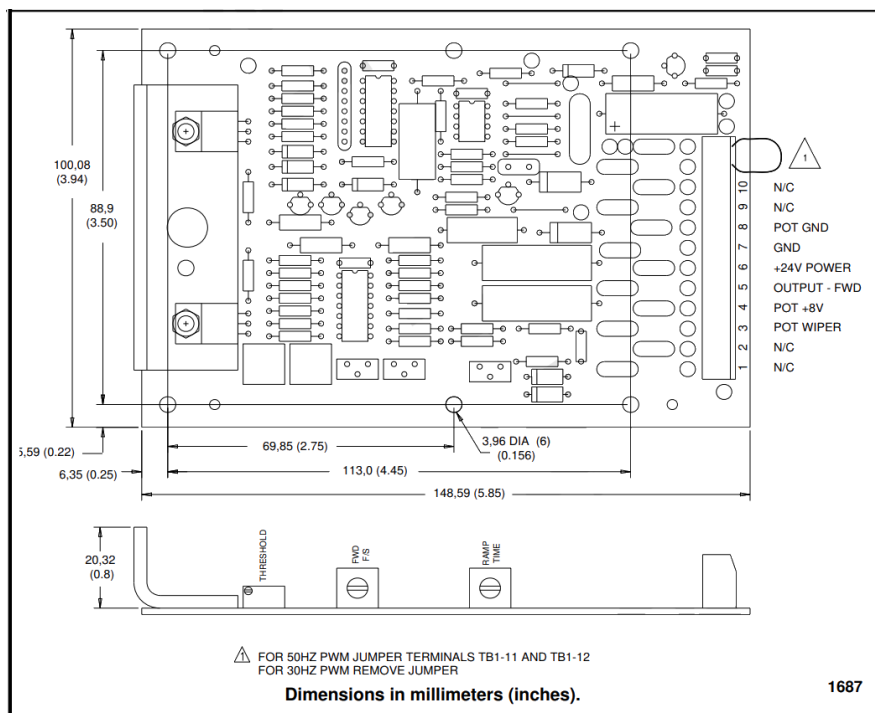 100,08
(3.94)
88,9
(3.50)
1
10 N/C
9 N/C
8 POT GND
7 GND
6 +24V POWER
5 OUTPUT - FWD
4 POT +8V
3 POT WIPER
2 N/C
1 N/C
+
5,59 (0.22)
6,35 (0.25)
69,85 (2.75)
3,96 DIA (6)
(0.156)
113,0 (4.45)
148,59 (5.85)
20,32
(0.8)
THRESHOLD
FWD
F/S
RAMP
TIME
1 FOR 50HZ PWM JUMPER TERMINALS TB1-11 AND TB1-12
FOR 30HZ PWM REMOVE JUMPER
Dimensions in millimeters (inches).
1687